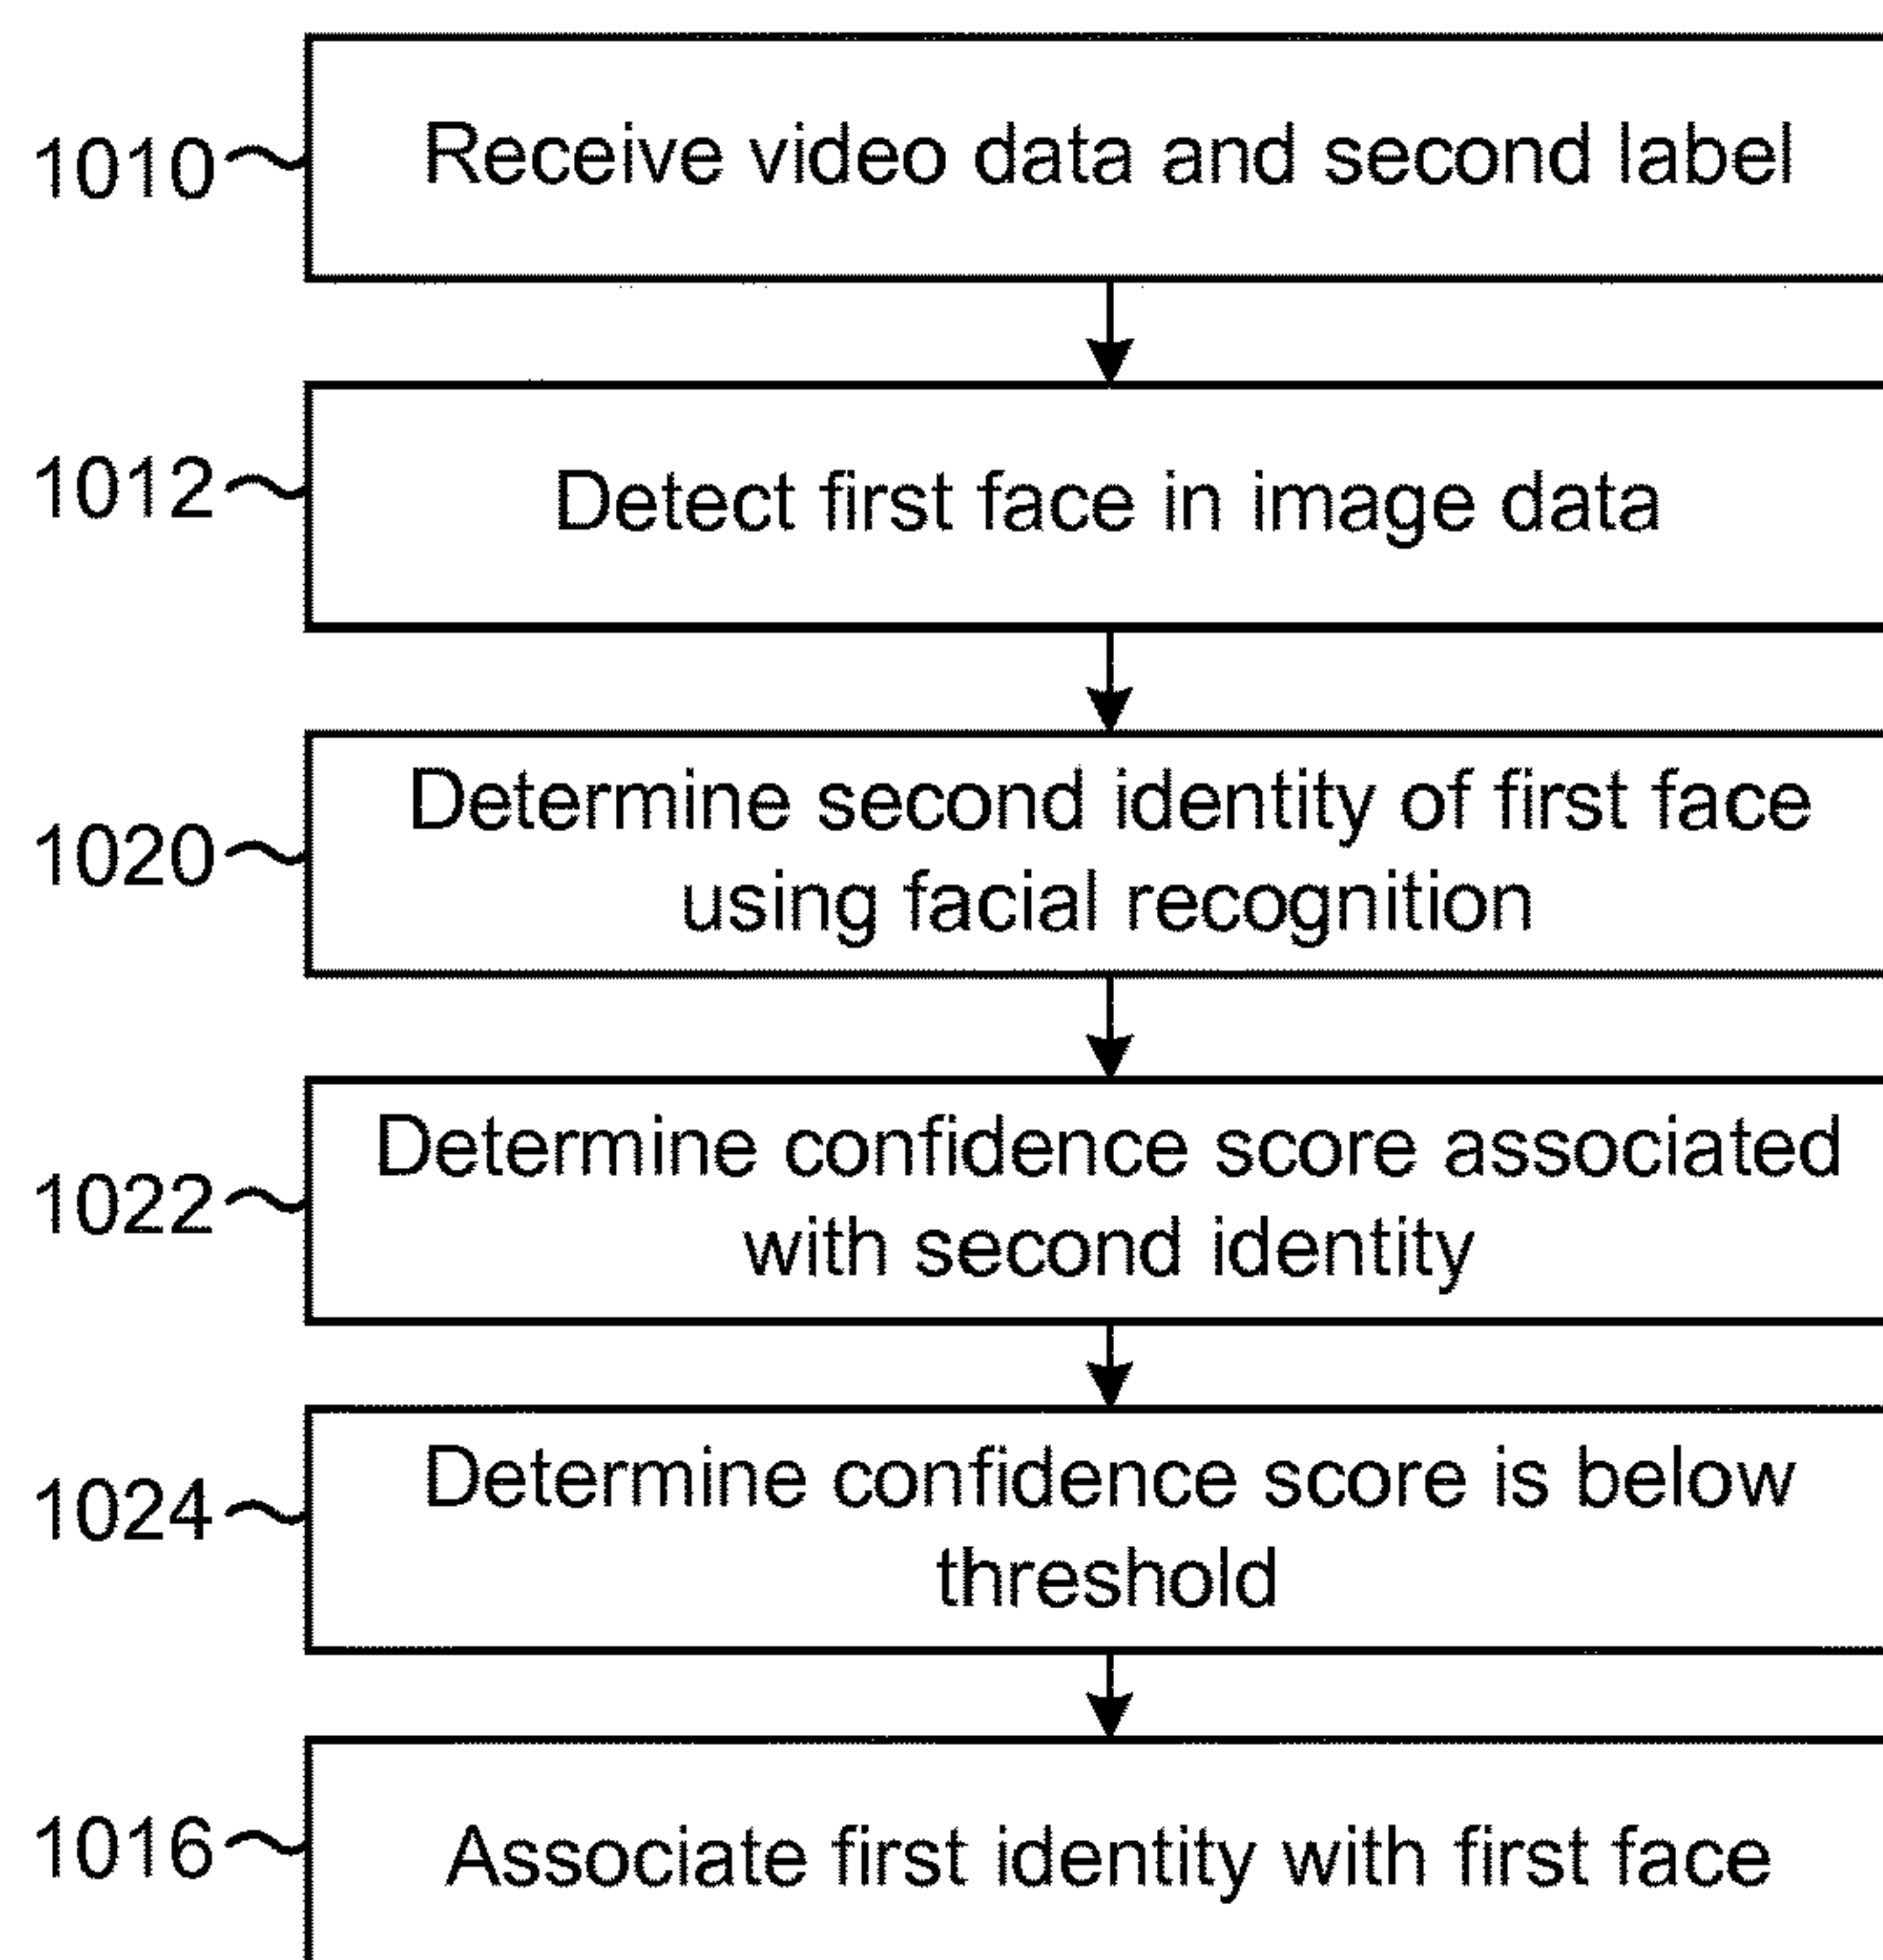 1010
Receive video data and second label
1012
Detect first face in image data
1020
Determine second identity of first face
using facial recognition
1022
Determine confidence score associated
with second identity
1024
Determine confidence score is below
threshold
1016
Associate first identity with first face